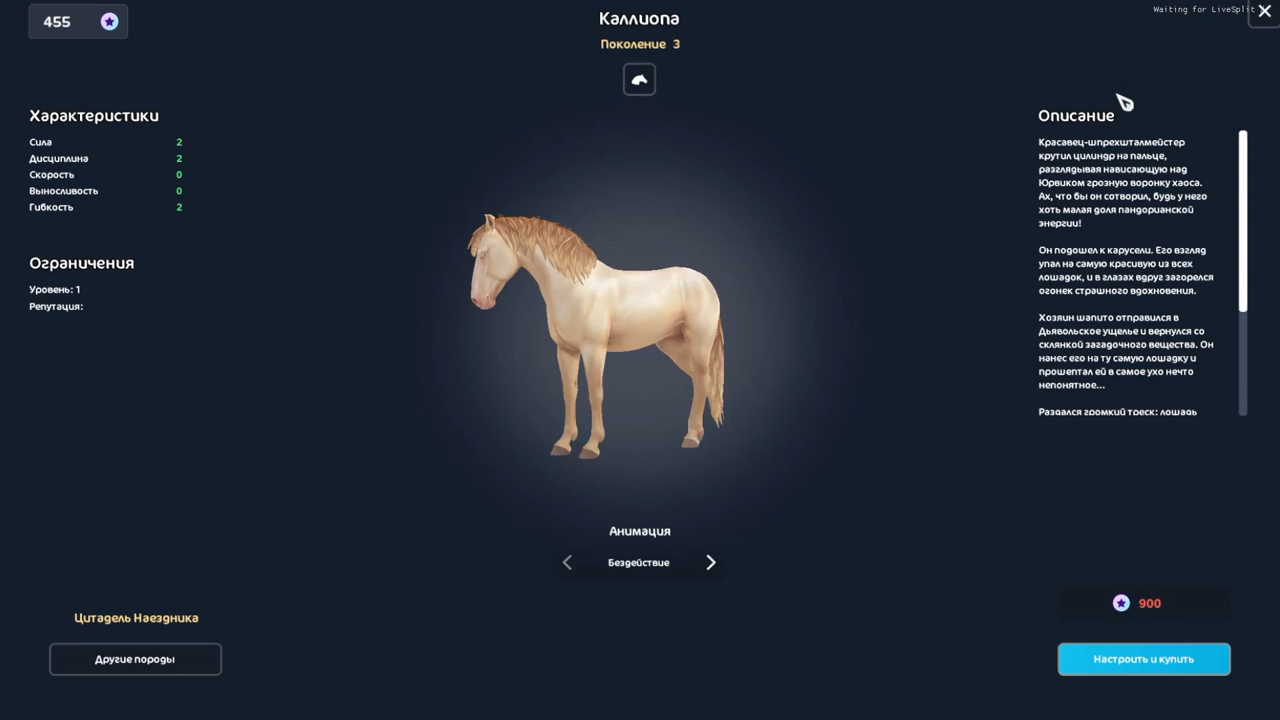 455
Каллиопа
Поколение 3
Waiting for LiveSplit
Характеристики
Сила 2
Дисциплина 2
Скорость 0
Выносливость 0
Гибкость 2
Ограничения
Уровень: 1
Репутация:
Описание
Красавец-шпрехшталмейстер
крутил цилиндр на пальце,
разглядывая нависающую над
Юрвиком грозную воронку хаоса.
Ах, что бы он сотворил, будь у него
хоть малая доля пандорианской
энергии!
Он подошел к карусели. Его взгляд
упал на самую красивую из всех
лошадок, и в глазах вдруг загорелся
огонек страшного вдохновения.
Хозяин шапито отправился в
Дьявольское ущелье и вернулся со
склянкой загадочного вещества. Он
нанес его на ту самую лошадку и
прошептал ей в самое ухо нечто
непонятное...
Раздался громкий треск: лошадь
Анимация
Бездействие
Цитадель Наездника
Другие породы
900
Настроить и купить